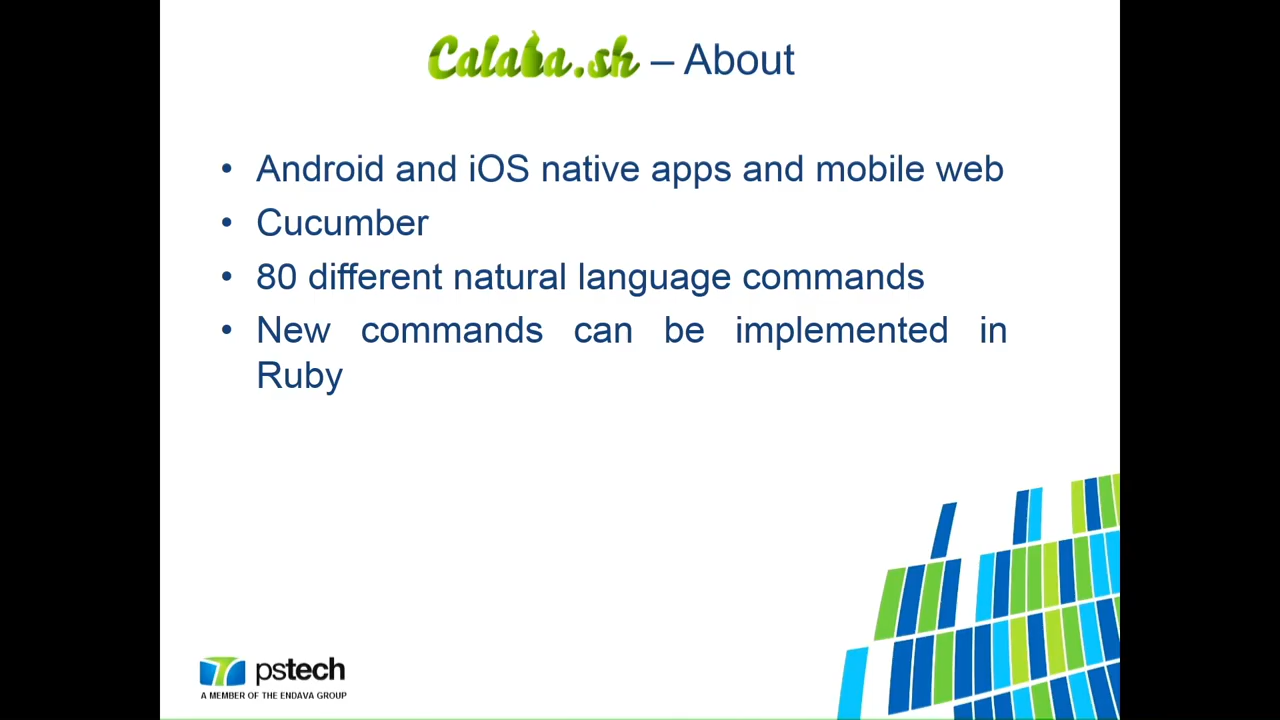 Calaba.sh – About
• Android and iOS native apps and mobile web
• Cucumber
• 80 different natural language commands
• New commands can be implemented in
Ruby
pstech
A MEMBER OF THE ENDAVA GROUP